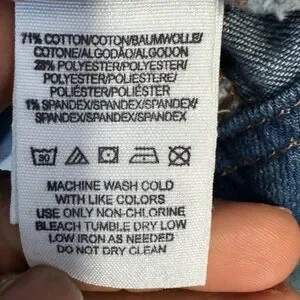 71% COTTON/COTON/BAUMWOLLE/
COTONE/ALGODÃO/ALGODON
28% POLYESTER/POLYESTER/
POLYESTER/POLIESTERE/
POLIÉSTER/POLIÉSTER
1% SPANDEX/SPANDEX/SPANDEX/
SPANDEX/SPANDEX/SPANDEX
30
MACHINE WASH COLD
WITH LIKE COLORS
USE ONLY NON-CHLORINE
BLEACH TUMBLE DRY LOW
LOW IRON AS NEEDED
DO NOT DRY CLEAN